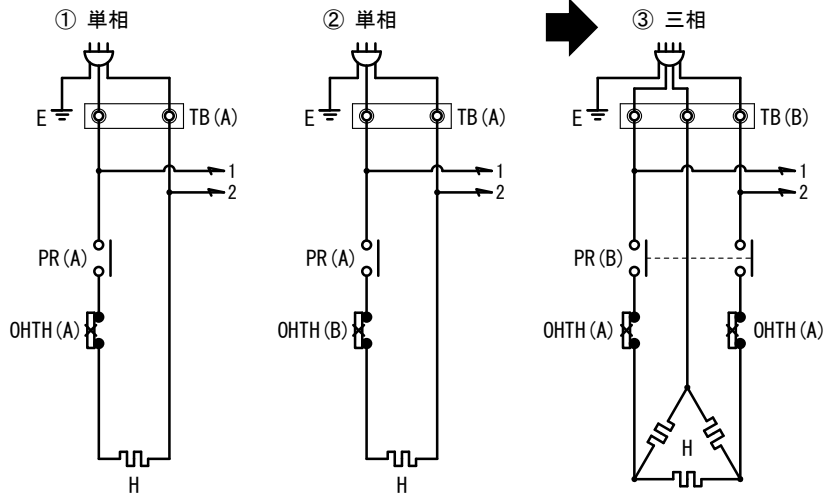 ① 単相
E
TB(A)
1
2
PR(A)
OHTH(A)
H
② 単相
E
TB(A)
1
2
PR(A)
OHTH(B)
H
③ 三相
E
TB(B)
1
2
PR(B)
OHTH(A)
OHTH(A)
H